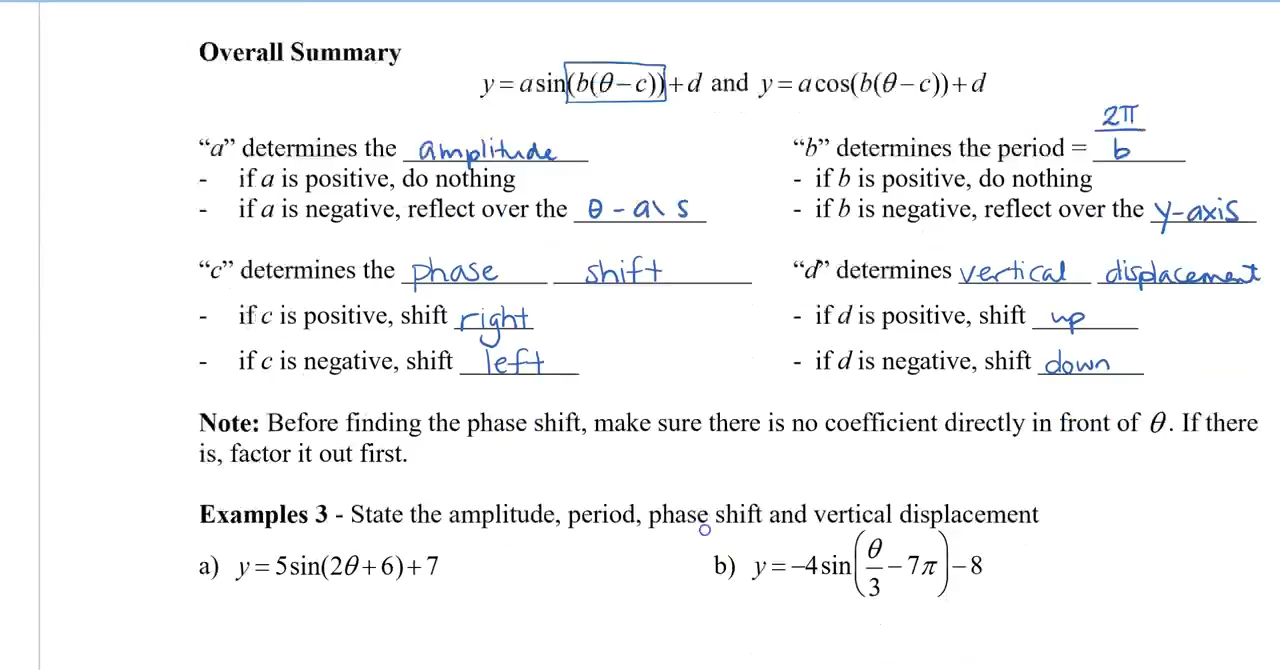 Overall Summary
y = a sin(b(θ – c)) + d and y = a cos(b(θ – c)) + d
"a" determines the amplitude
- if a is positive, do nothing
- if a is negative, reflect over the θ - a\ s
"b" determines the period = 2π/b
- if b is positive, do nothing
- if b is negative, reflect over the y-axis
"c" determines the phase shift
- if c is positive, shift right
- if c is negative, shift left
"d" determines vertical displacement
- if d is positive, shift up
- if d is negative, shift down
Note: Before finding the phase shift, make sure there is no coefficient directly in front of θ. If there
is, factor it out first.
Examples 3 - State the amplitude, period, phase shift and vertical displacement
a) y = 5sin(2θ + 6) + 7
b) y = –4sin(θ/3 – 7π) – 8